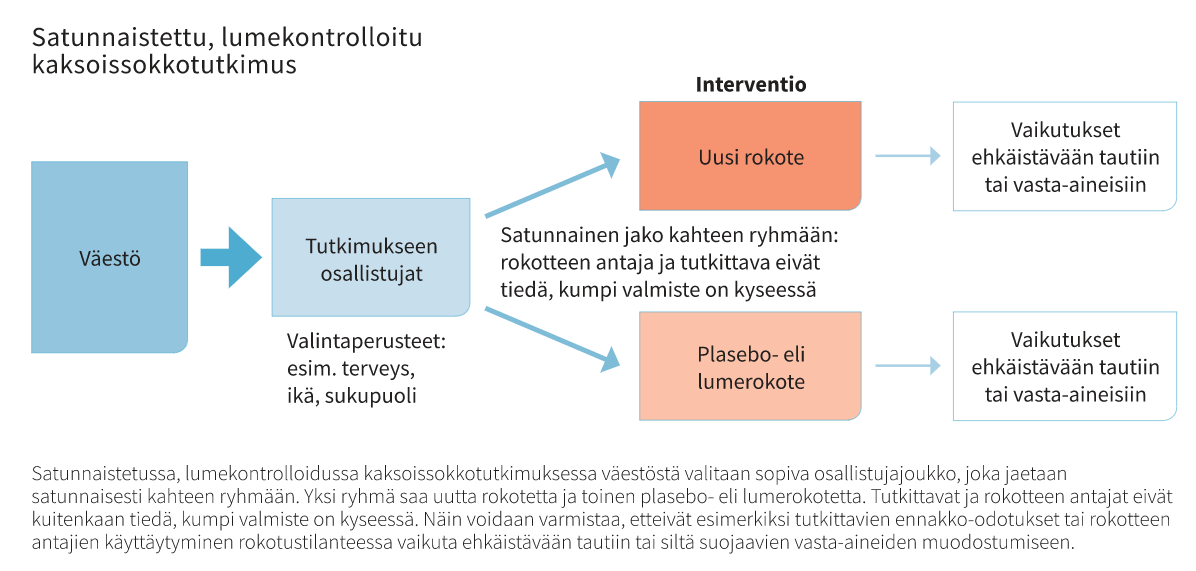 Satunnaistettu, lumekontrolloitu
kaksoissokkotutkimus
Väestö
Tutkimukseen
osallistujat
Valintaperusteet:
esim. terveys,
ikä, sukupuoli
Satunnainen jako kahteen ryhmään:
rokotteen antaja ja tutkittava eivät
tiedä, kumpi valmiste on kyseessä
Interventio
Uusi rokote
Vaikutukset
ehkäistävään tautiin
tai vasta-aineisiin
Plasebo- eli
lumerokote
Vaikutukset
ehkäistävään tautiin
tai vasta-aineisiin
Satunnaistetussa, lumekontrolloidussa kaksoissokkotutkimuksessa väestöstä valitaan sopiva osallistujajoukko, joka jaetaan
satunnaisesti kahteen ryhmään. Yksi ryhmä saa uutta rokotetta ja toinen plasebo- eli lumerokotetta. Tutkittavat ja rokotteen antajat eivät
kuitenkaan tiedä, kumpi valmiste on kyseessä. Näin voidaan varmistaa, etteivät esimerkiksi tutkittavien ennakko-odotukset tai rokotteen
antajien käyttäytyminen rokotustilanteessa vaikuta ehkäistävään tautiin tai siltä suojaavien vasta-aineiden muodostumiseen.